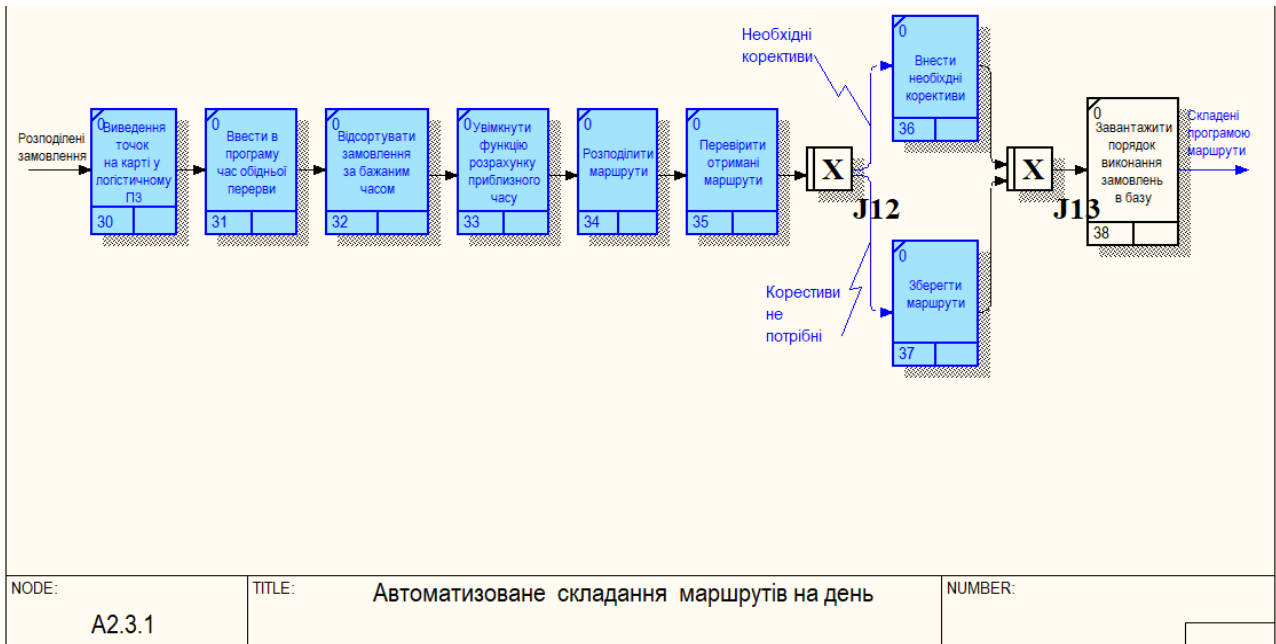 Розподілені
замовлення
0
Виведення
точок
на карті у
логістичному
ПЗ
30
0
Ввести в
програму
час обідньої
перерви
31
0
Відсортувати
замовлення
за бажаним
часом
32
0
Увімкнути
функцію
розрахунку
приблизного
часу
33
0
Розподілити
маршрути
34
0
Перевірити
отримані
маршрути
35
X
J12
Необхідні
корективи
0
Внести
необхідні
корективи
36
Корестиви
не
потрібні
0
Зберегти
маршрути
37
X
J13
0
Завантажити
порядок
виконання
замовлень
в базу
38
Складені
програмою
маршрути
NODE:
A2.3.1
TITLE:
Автоматизоване складання маршрутів на день
NUMBER: